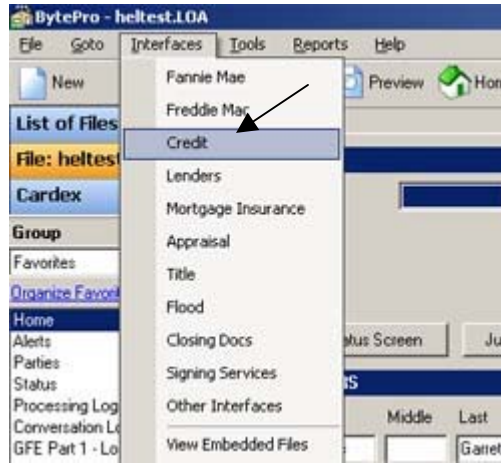 BytePro - heltest.LOA
File Goto Interfaces Tools Reports Help
New Preview
List of Files
File:
Cardex
Group
Favorites
Organize
Home
Alerts
Parties
Status
Processing Log
Conversation
GFE Part 1 - Lo
Fannie Mae
Freddie Mac
Credit
Lenders
Mortgage Insurance
Appraisal
Title
Flood
Closing Docs
Signing Services
Other Interfaces
View Embedded Files
Screen
Middle Last